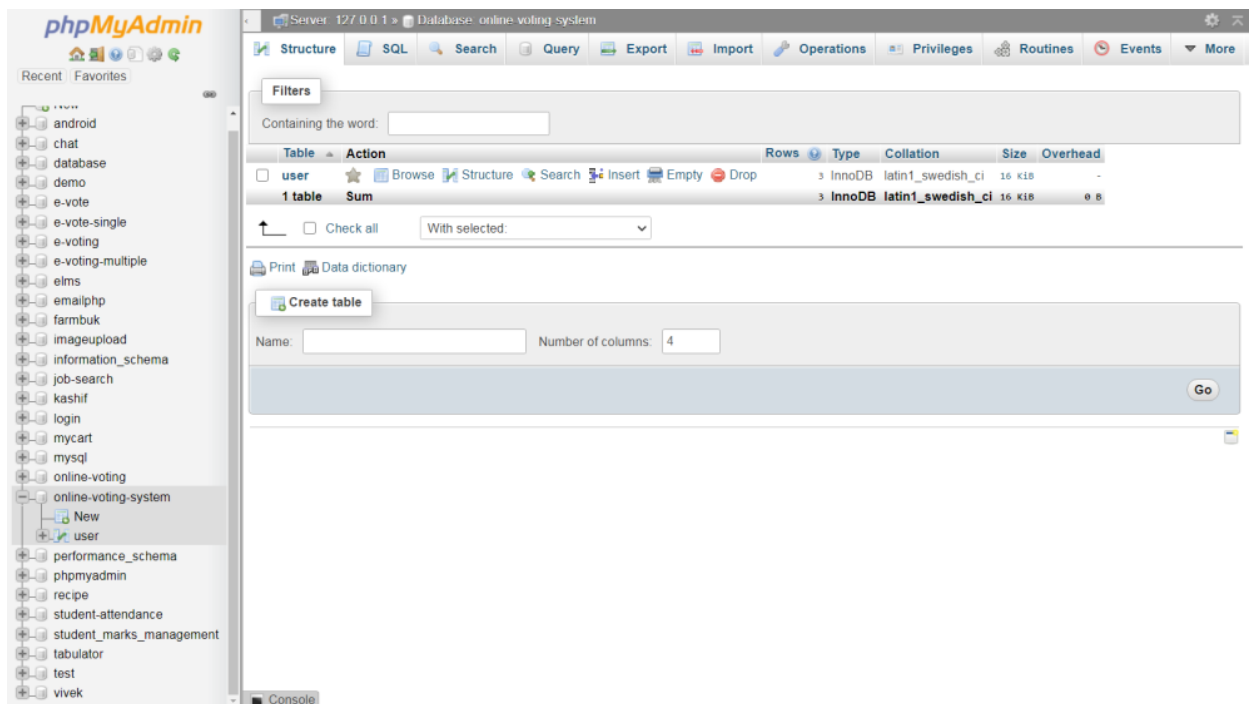 phpMyAdmin
Recent Favorites
New
android
chat
database
demo
e-vote
e-vote-single
e-voting
e-voting-multiple
elms
emailphp
farmbuk
imageupload
information_schema
job-search
kashif
login
mycart
mysql
online-voting
online-voting-system
New
user
performance_schema
phpmyadmin
recipe
student-attendance
student_marks_management
tabulator
test
vivek
Server: 127.0.0.1 » Database: online-voting-system
Structure SQL Search Query Export Import Operations Privileges Routines Events More
Filters
Containing the word:
Table Action Rows Type Collation Size Overhead
user Browse Structure Search Insert Empty Drop 3 InnoDB latin1_swedish_ci 16 KiB -
1 table Sum 3 InnoDB latin1_swedish_ci 16 KiB 0 B
Check all With selected:
Print Data dictionary
Create table
Name: Number of columns: 4
Go
Console